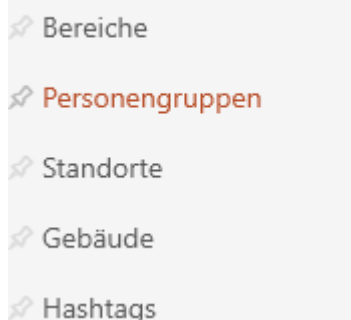 Bereiche
Personengruppen
Standorte
Gebäude
Hashtags